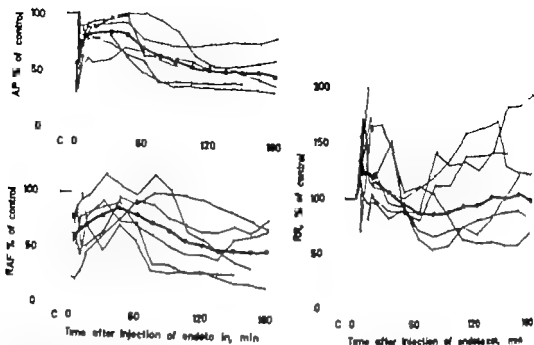 100
50
0
AP % of control
C 0 60 120 180
100
50
0
RAF % of control
C 0 60 120 180
Time after injection of endoto in, min
200
150
100
50
0
% of control
C 0 60 120 180
Time after injection of